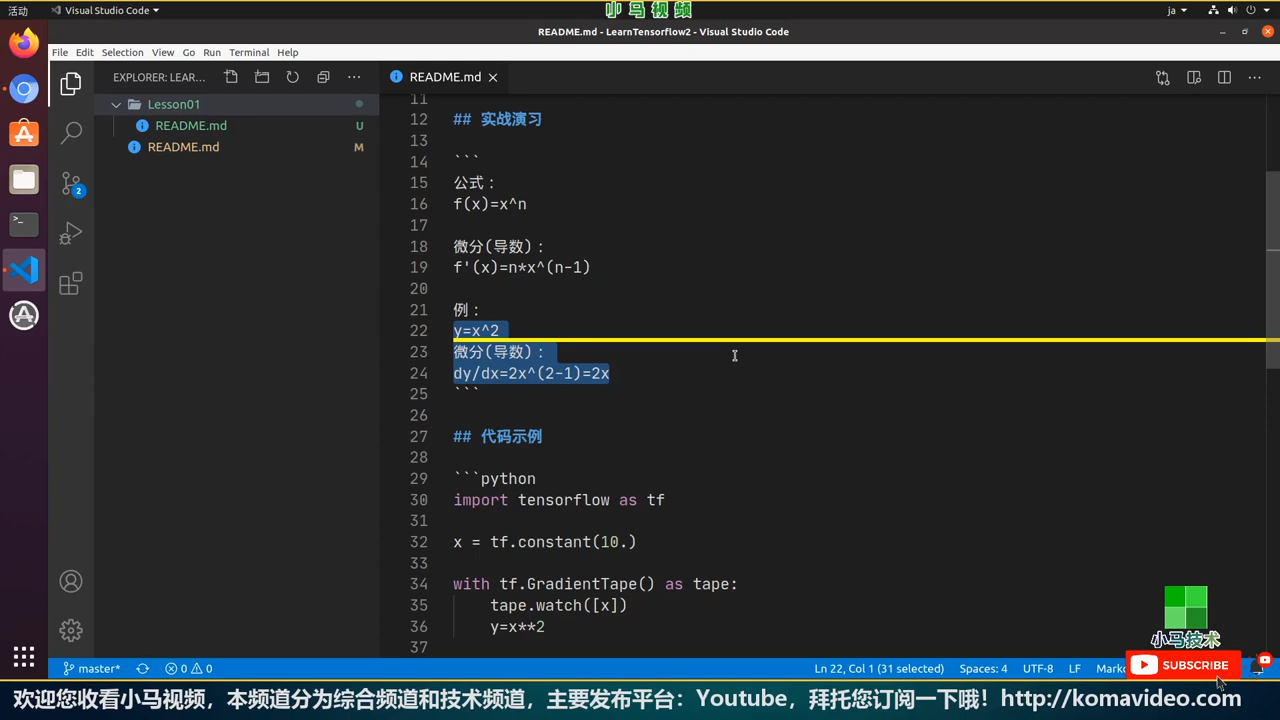 活动
Visual Studio Code
小马视频
ja
README.md - LearnTensorflow2 - Visual Studio Code
File Edit Selection View Go Run Terminal Help
EXPLORER: LEAR...
README.md
Lesson01
README.md U
README.md M
2
11
12 ## 实战演习
13
14 ```
15 公式：
16 f(x)=x^n
17
18 微分(导数)：
19 f'(x)=n*x^(n-1)
20
21 例：
22 y=x^2
23 微分(导数)：
24 dy/dx=2x^(2-1)=2x
25 ```
26
27 ## 代码示例
28
29 ```python
30 import tensorflow as tf
31
32 x = tf.constant(10.)
33
34 with tf.GradientTape() as tape:
35 tape.watch([x])
36 y=x**2
37
小马技术
SUBSCRIBE
master* 0 0 Ln 22, Col 1 (31 selected) Spaces: 4 UTF-8 LF Marko
欢迎您收看小马视频，本频道分为综合频道和技术频道，主要发布平台：Youtube，拜托您订阅一下哦！http://komavideo.com